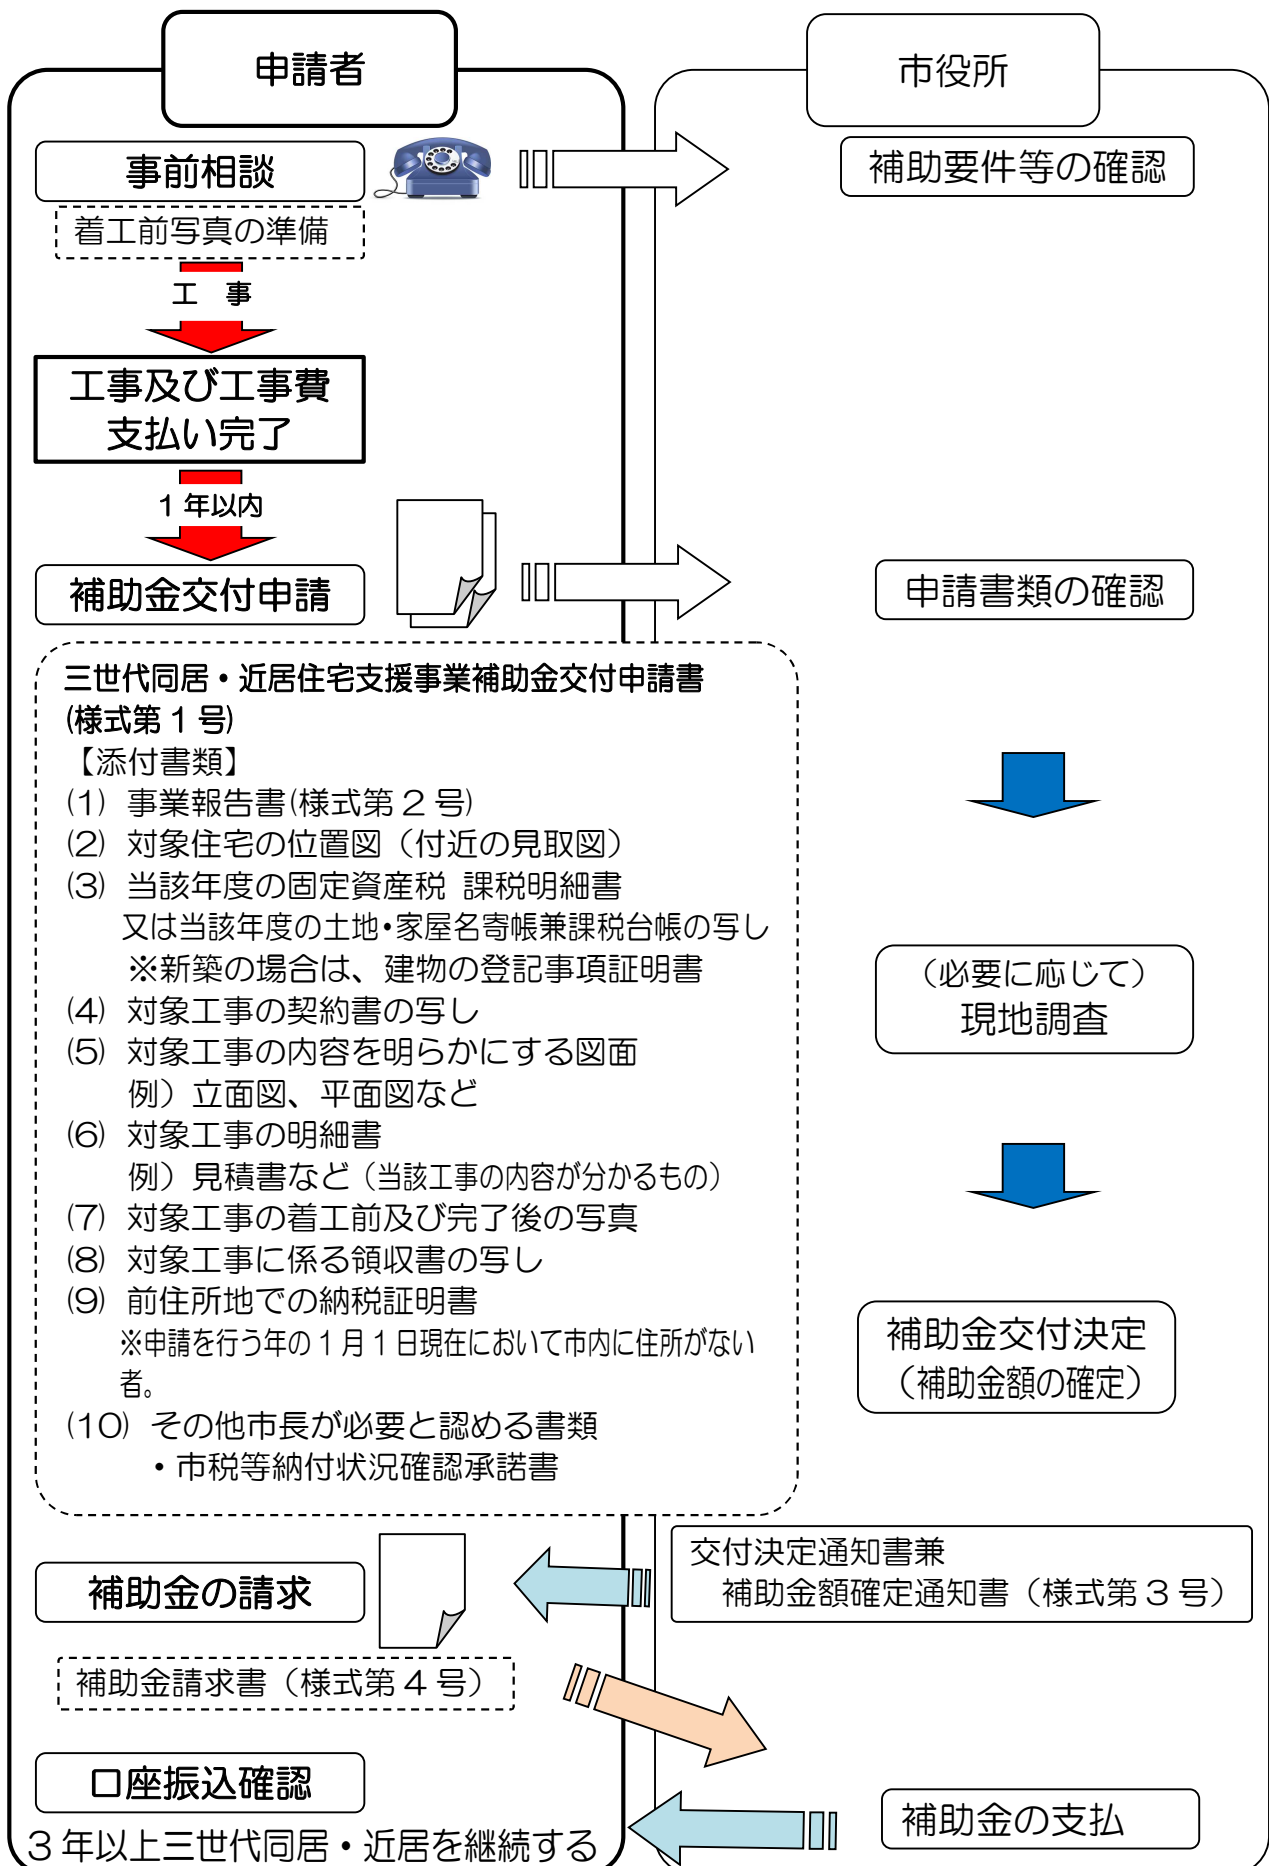 申請者
市役所
事前相談
補助要件等の確認
着工前写真の準備
工　事
工事及び工事費
支払い完了
１年以内
補助金交付申請
申請書類の確認
三世代同居・近居住宅支援事業補助金交付申請書
(様式第１号)
【添付書類】
(1) 事業報告書(様式第２号)
(2) 対象住宅の位置図（付近の見取図）
(3) 当該年度の固定資産税 課税明細書
又は当該年度の土地・家屋名寄帳兼課税台帳の写し
※新築の場合は、建物の登記事項証明書
(4) 対象工事の契約書の写し
(5) 対象工事の内容を明らかにする図面
例）立面図、平面図など
(6) 対象工事の明細書
例）見積書など（当該工事の内容が分かるもの）
(7) 対象工事の着工前及び完了後の写真
(8) 対象工事に係る領収書の写し
(9) 前住所地での納税証明書
※申請を行う年の１月１日現在において市内に住所がない
者。
(10) その他市長が必要と認める書類
・市税等納付状況確認承諾書
（必要に応じて）
現地調査
補助金交付決定
（補助金額の確定）
交付決定通知書兼
補助金額確定通知書（様式第３号）
補助金の請求
補助金請求書（様式第４号）
口座振込確認
補助金の支払
３年以上三世代同居・近居を継続する